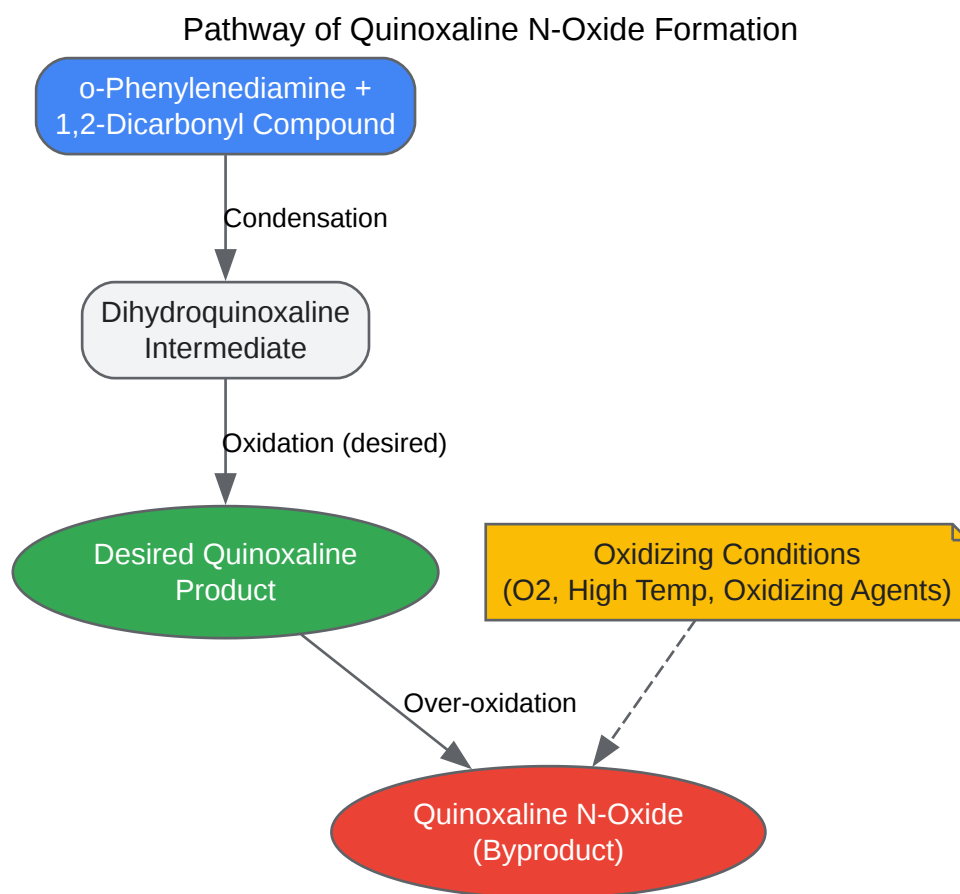 Pathway of Quinoxaline N-Oxide Formation
o-Phenylenediamine +
1,2-Dicarbonyl Compound
Condensation
Dihydroquinoxaline
Intermediate
Oxidation (desired)
Desired Quinoxaline
Product
Oxidizing Conditions
(O2, High Temp, Oxidizing Agents)
Over-oxidation
Quinoxaline N-Oxide
(Byproduct)